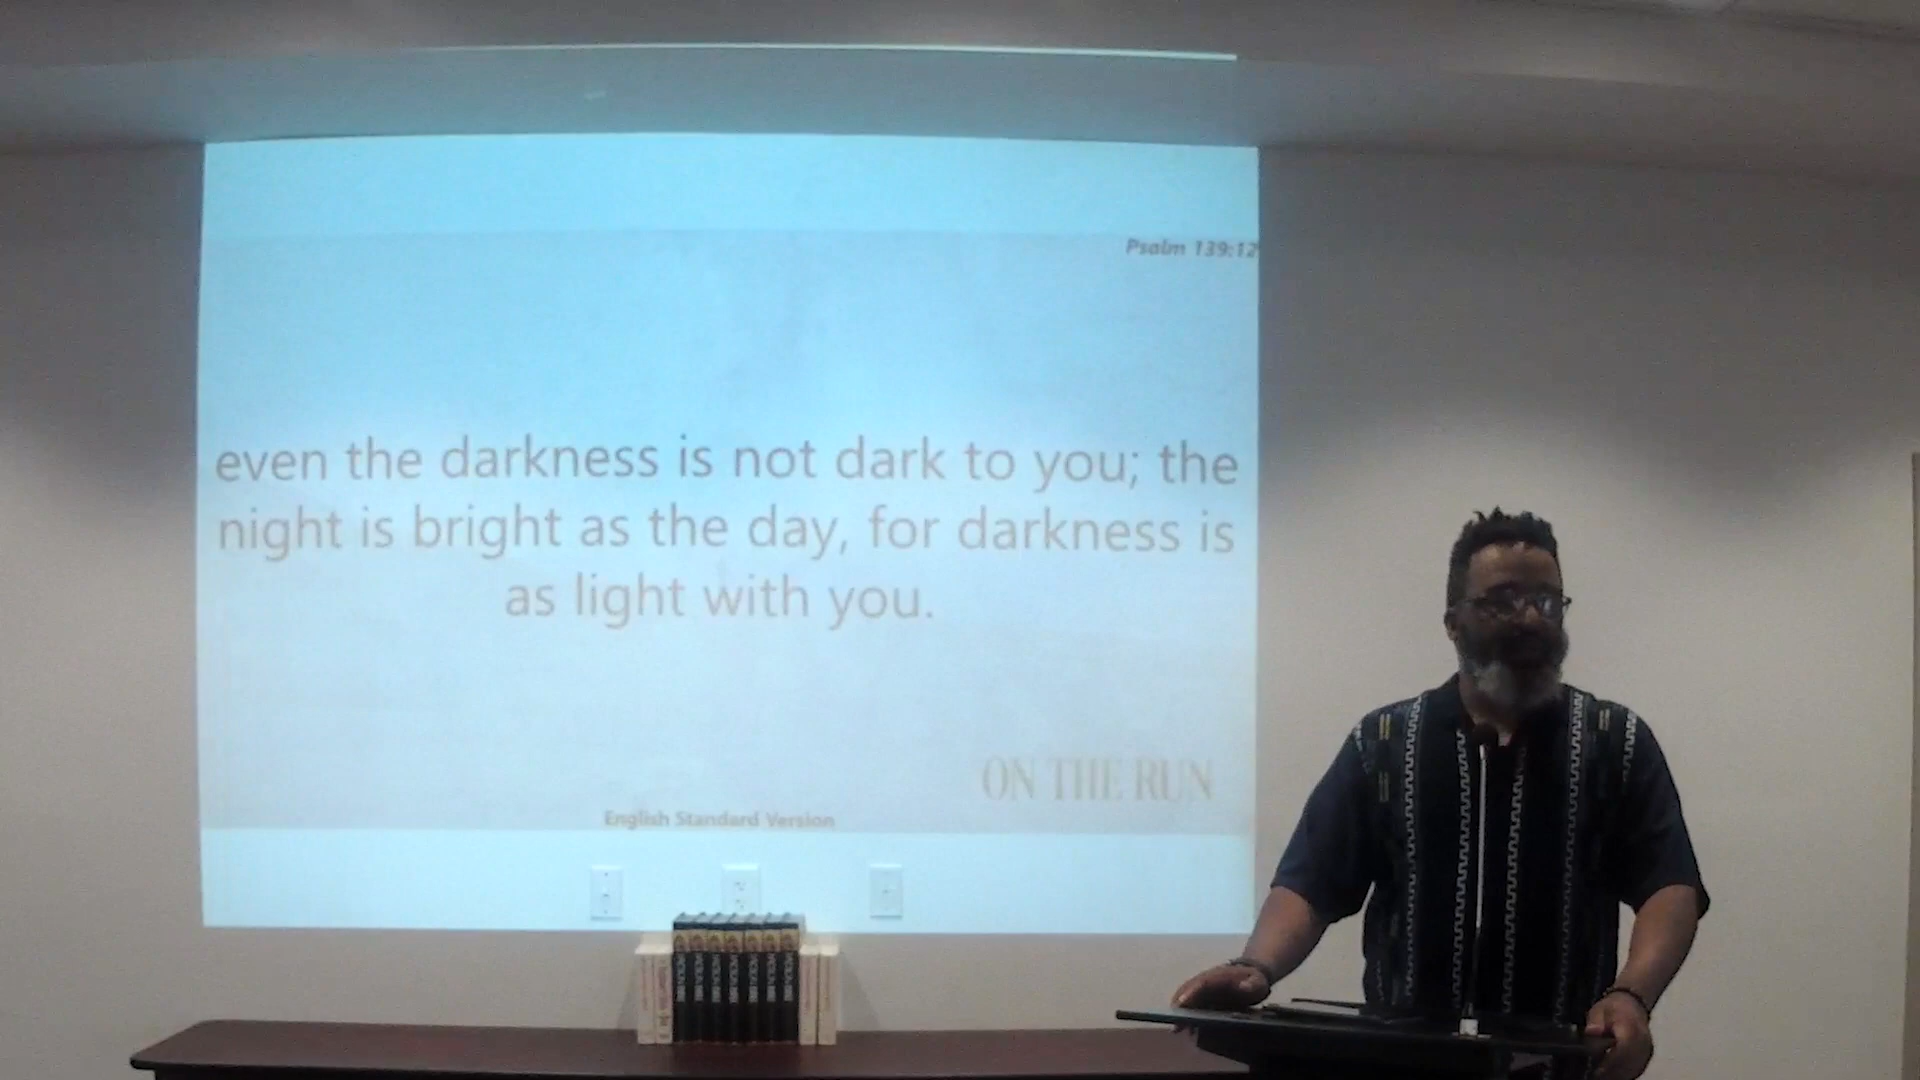 Psalm 139:12
even the darkness is not dark to you; the
night is bright as the day, for darkness is
as light with you.
ON THE RUN
English Standard Version